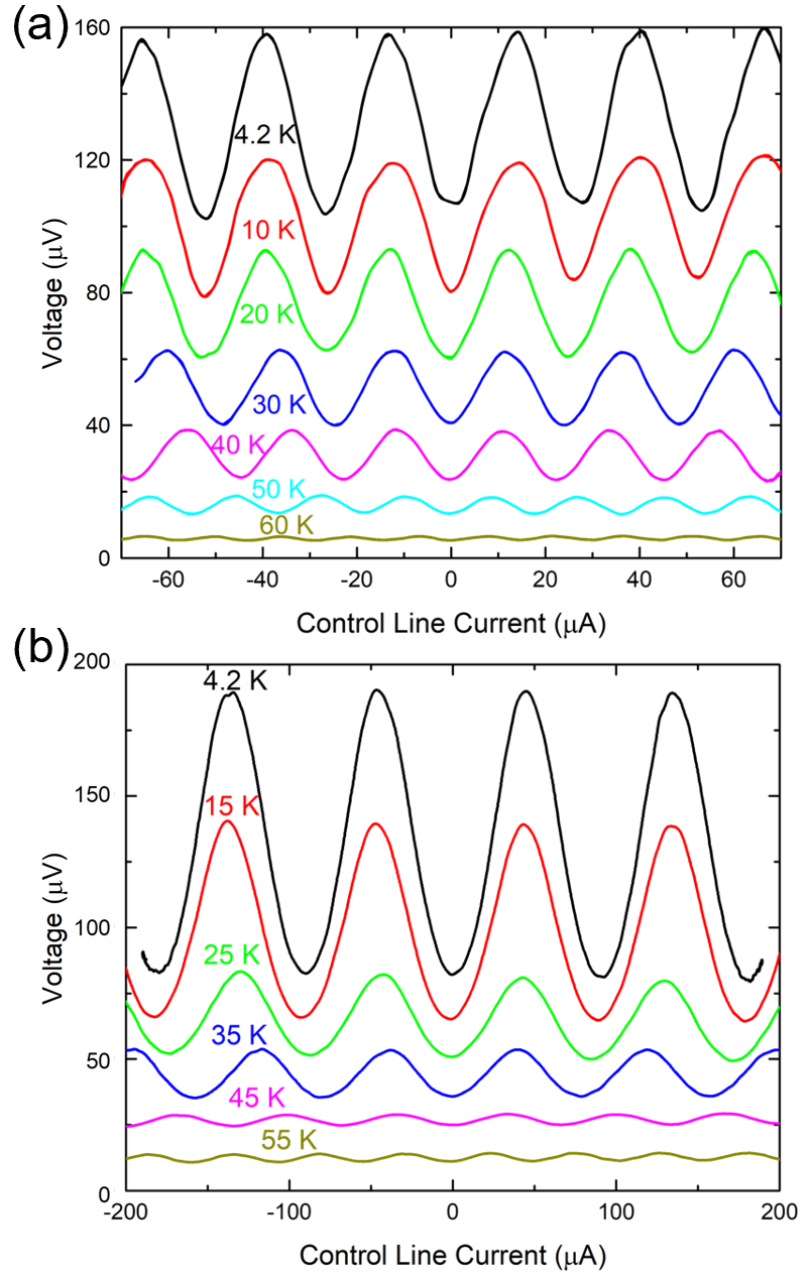 (a)
160
120
80
40
0
Voltage (μV)
4.2 K
10 K
20 K
30 K
40 K
50 K
60 K
-60 -40 -20 0 20 40 60
Control Line Current (μA)
(b)
200
150
100
50
0
Voltage (μV)
4.2 K
15 K
25 K
35 K
45 K
55 K
-200 -100 0 100 200
Control Line Current (μA)